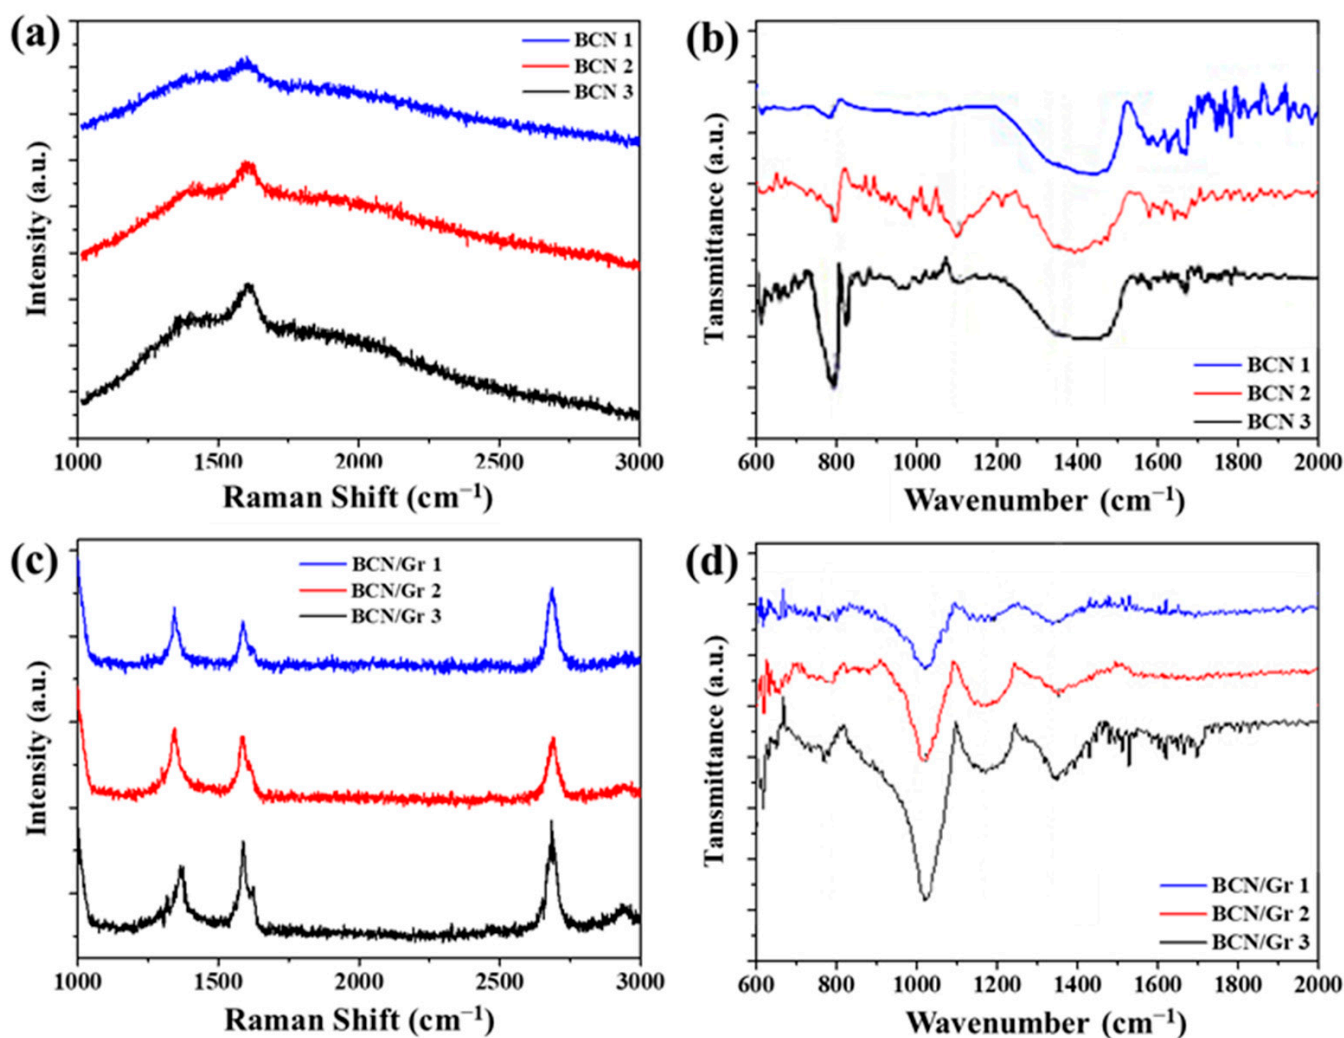 (a)
BCN 1
BCN 2
BCN 3
Intensity (a.u.)
1000 1500 2000 2500 3000
Raman Shift (cm⁻¹)
(b)
Tansmittance (a.u.)
BCN 1
BCN 2
BCN 3
600 800 1000 1200 1400 1600 1800 2000
Wavenumber (cm⁻¹)
(c)
BCN/Gr 1
BCN/Gr 2
BCN/Gr 3
Intensity (a.u.)
1000 1500 2000 2500 3000
Raman Shift (cm⁻¹)
(d)
Tansmittance (a.u.)
BCN/Gr 1
BCN/Gr 2
BCN/Gr 3
600 800 1000 1200 1400 1600 1800 2000
Wavenumber (cm⁻¹)